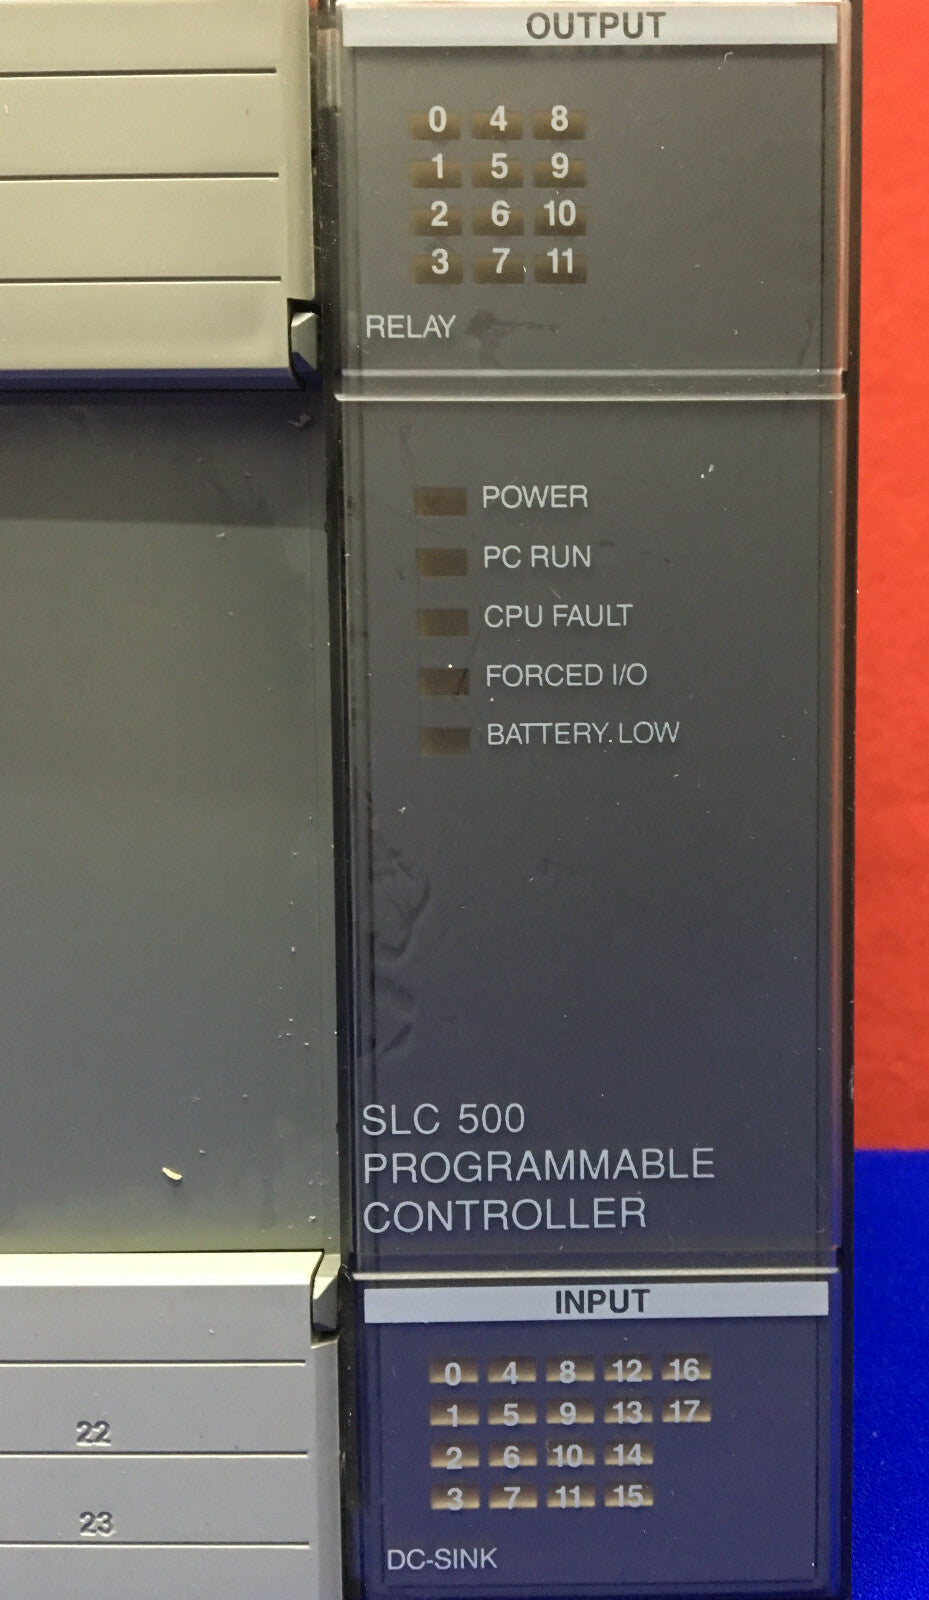 OUTPUT
0 4 8
1 5 9
2 6 10
3 7 11
RELAY
POWER
PC RUN
CPU FAULT
FORCED I/O
BATTERY LOW
SLC 500
PROGRAMMABLE
CONTROLLER
INPUT
0 4 8 12 16
1 5 9 13 17
2 6 10 14
3 7 11 15
DC-SINK
22
23